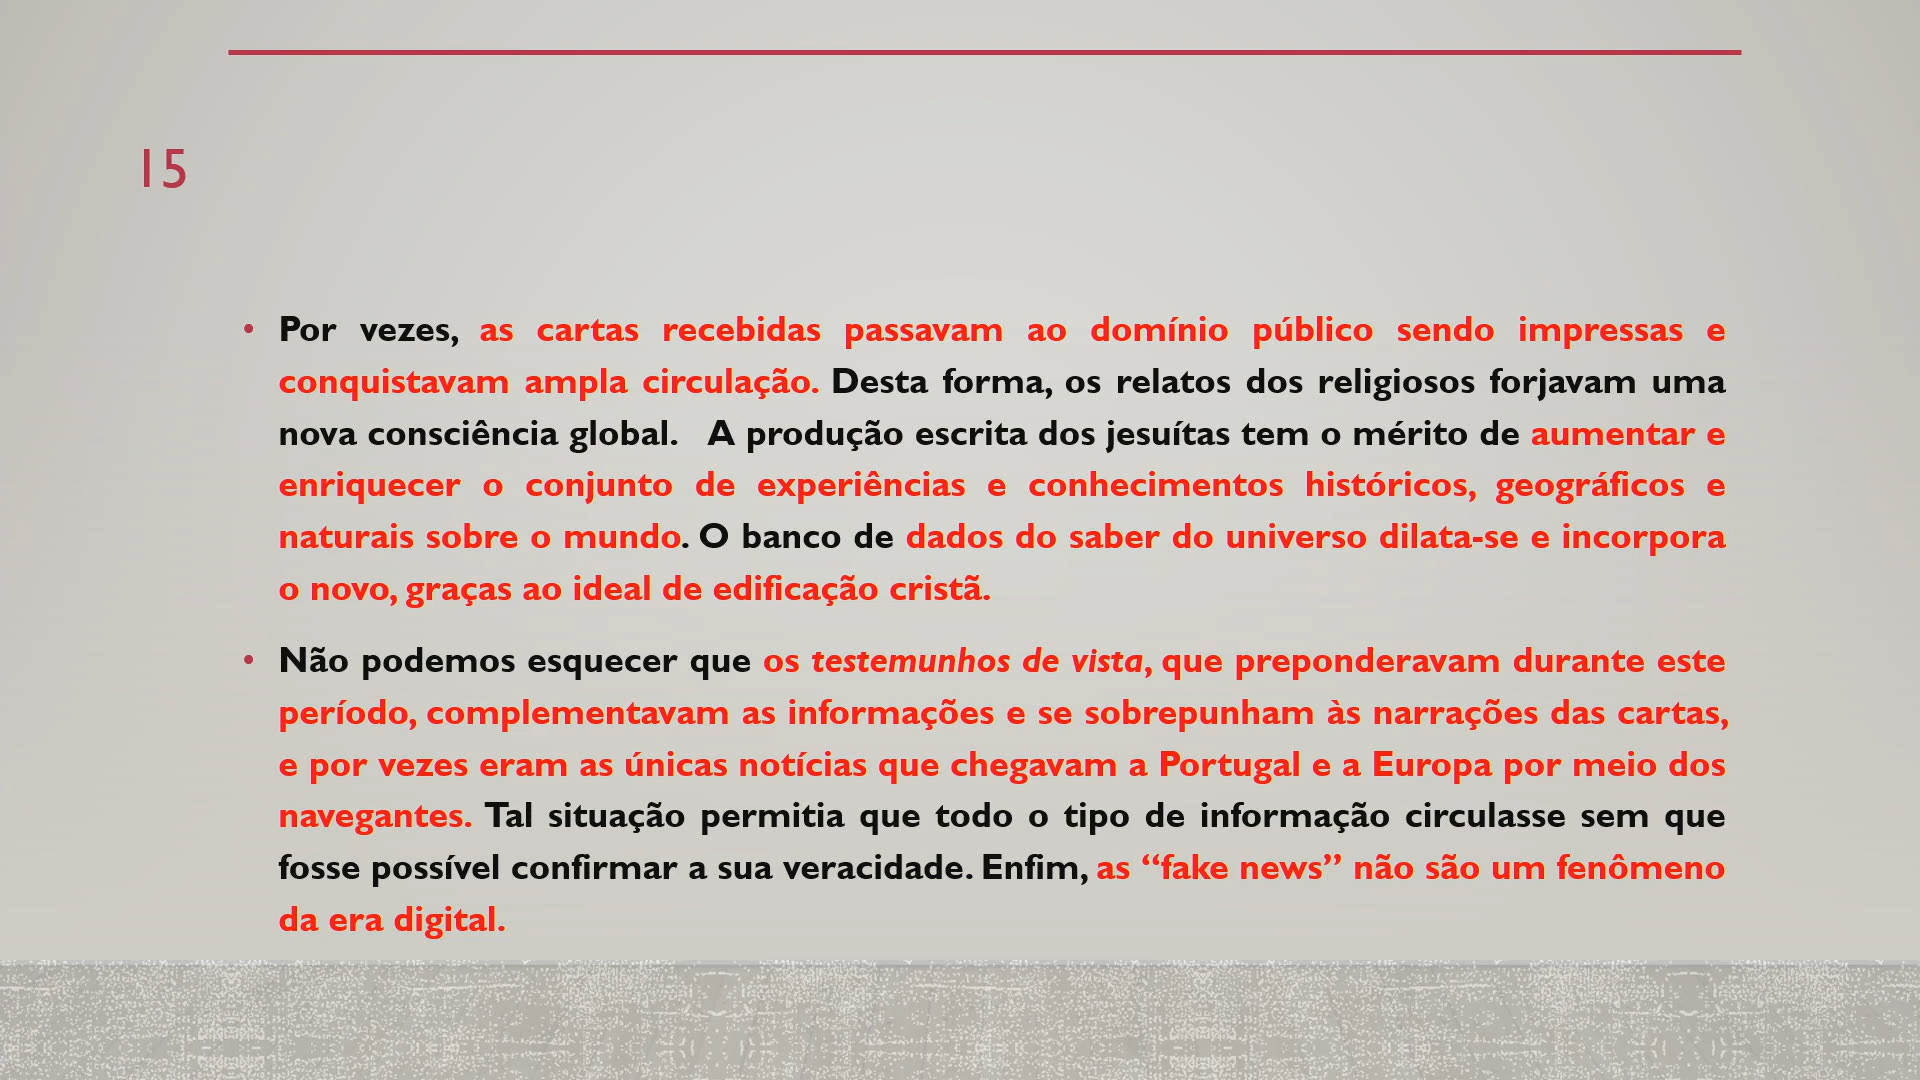 15
• Por vezes, as cartas recebidas passavam ao domínio público sendo impressas e
conquistavam ampla circulação. Desta forma, os relatos dos religiosos forjavam uma
nova consciência global. A produção escrita dos jesuítas tem o mérito de aumentar e
enriquecer o conjunto de experiências e conhecimentos históricos, geográficos e
naturais sobre o mundo. O banco de dados do saber do universo dilata-se e incorpora
o novo, graças ao ideal de edificação cristã.
• Não podemos esquecer que os testemunhos de vista, que preponderavam durante este
período, complementavam as informações e se sobrepunham às narrações das cartas,
e por vezes eram as únicas notícias que chegavam a Portugal e a Europa por meio dos
navegantes. Tal situação permitia que todo o tipo de informação circulasse sem que
fosse possível confirmar a sua veracidade. Enfim, as “fake news” não são um fenômeno
da era digital.